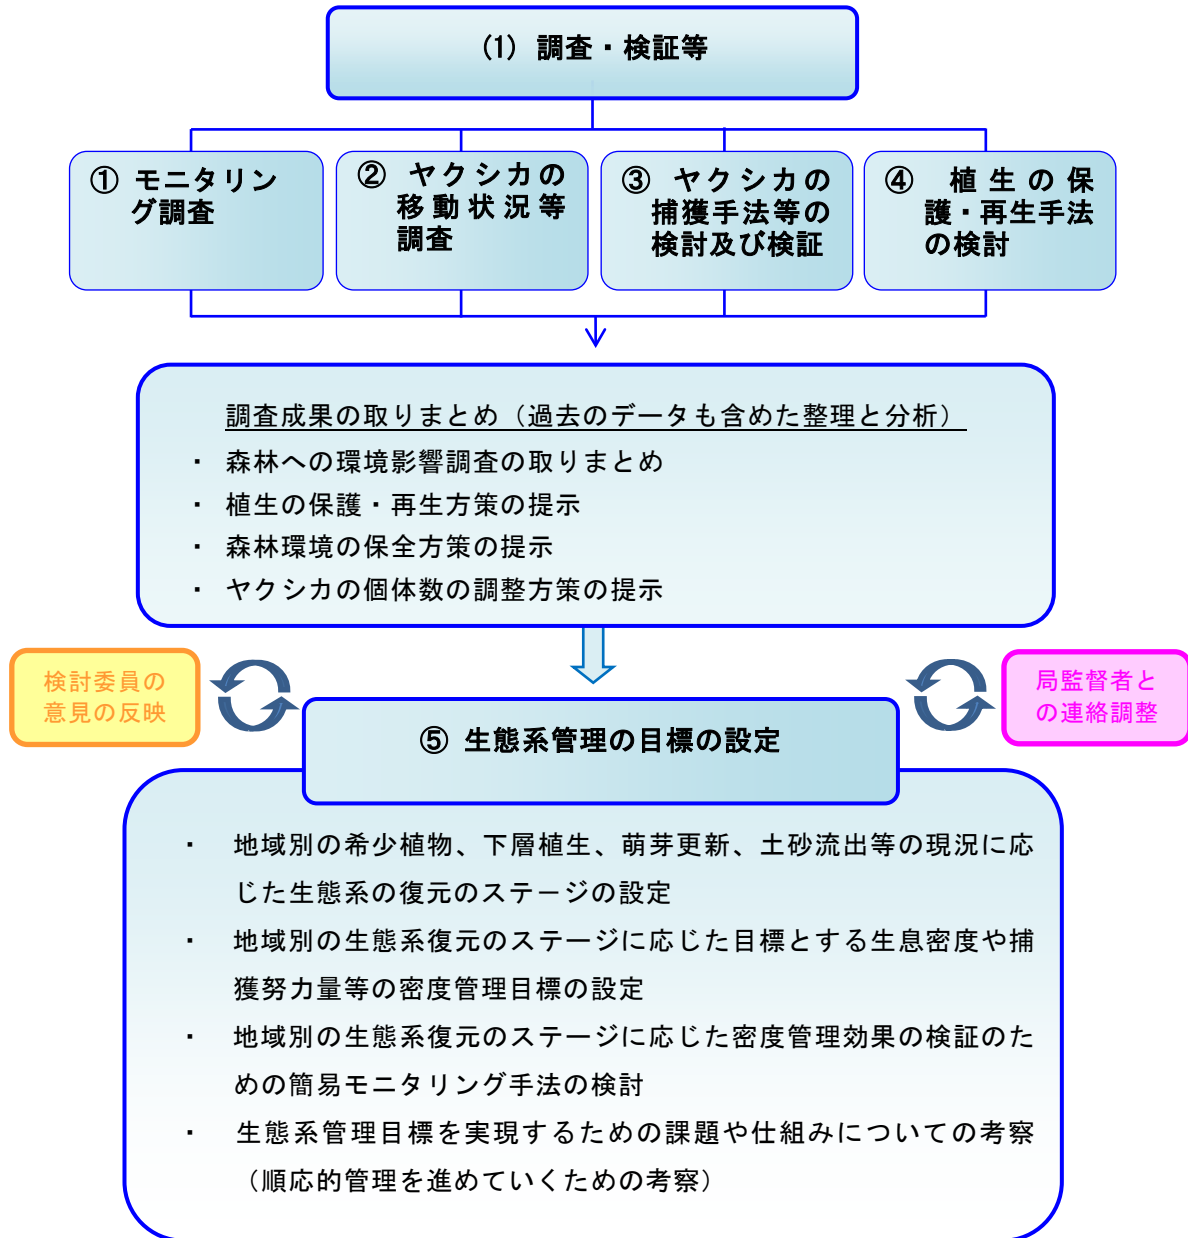 (1) 調査・検証等
① モニタリン
グ調査
② ヤクシカの
移動状況等
調査
③ ヤクシカの
捕獲手法等の
検討及び検証
④ 植生の保
護・再生手法
の検討
調査成果の取りまとめ（過去のデータも含めた整理と分析）
・ 森林への環境影響調査の取りまとめ
・ 植生の保護・再生方策の提示
・ 森林環境の保全方策の提示
・ ヤクシカの個体数の調整方策の提示
検討委員の
意見の反映
局監督者と
の連絡調整
⑤ 生態系管理の目標の設定
・ 地域別の希少植物、下層植生、萌芽更新、土砂流出等の現況に応
じた生態系の復元のステージの設定
・ 地域別の生態系復元のステージに応じた目標とする生息密度や捕
獲努力量等の密度管理目標の設定
・ 地域別の生態系復元のステージに応じた密度管理効果の検証のた
めの簡易モニタリング手法の検討
・ 生態系管理目標を実現するための課題や仕組みについての考察
（順応的管理を進めていくための考察）